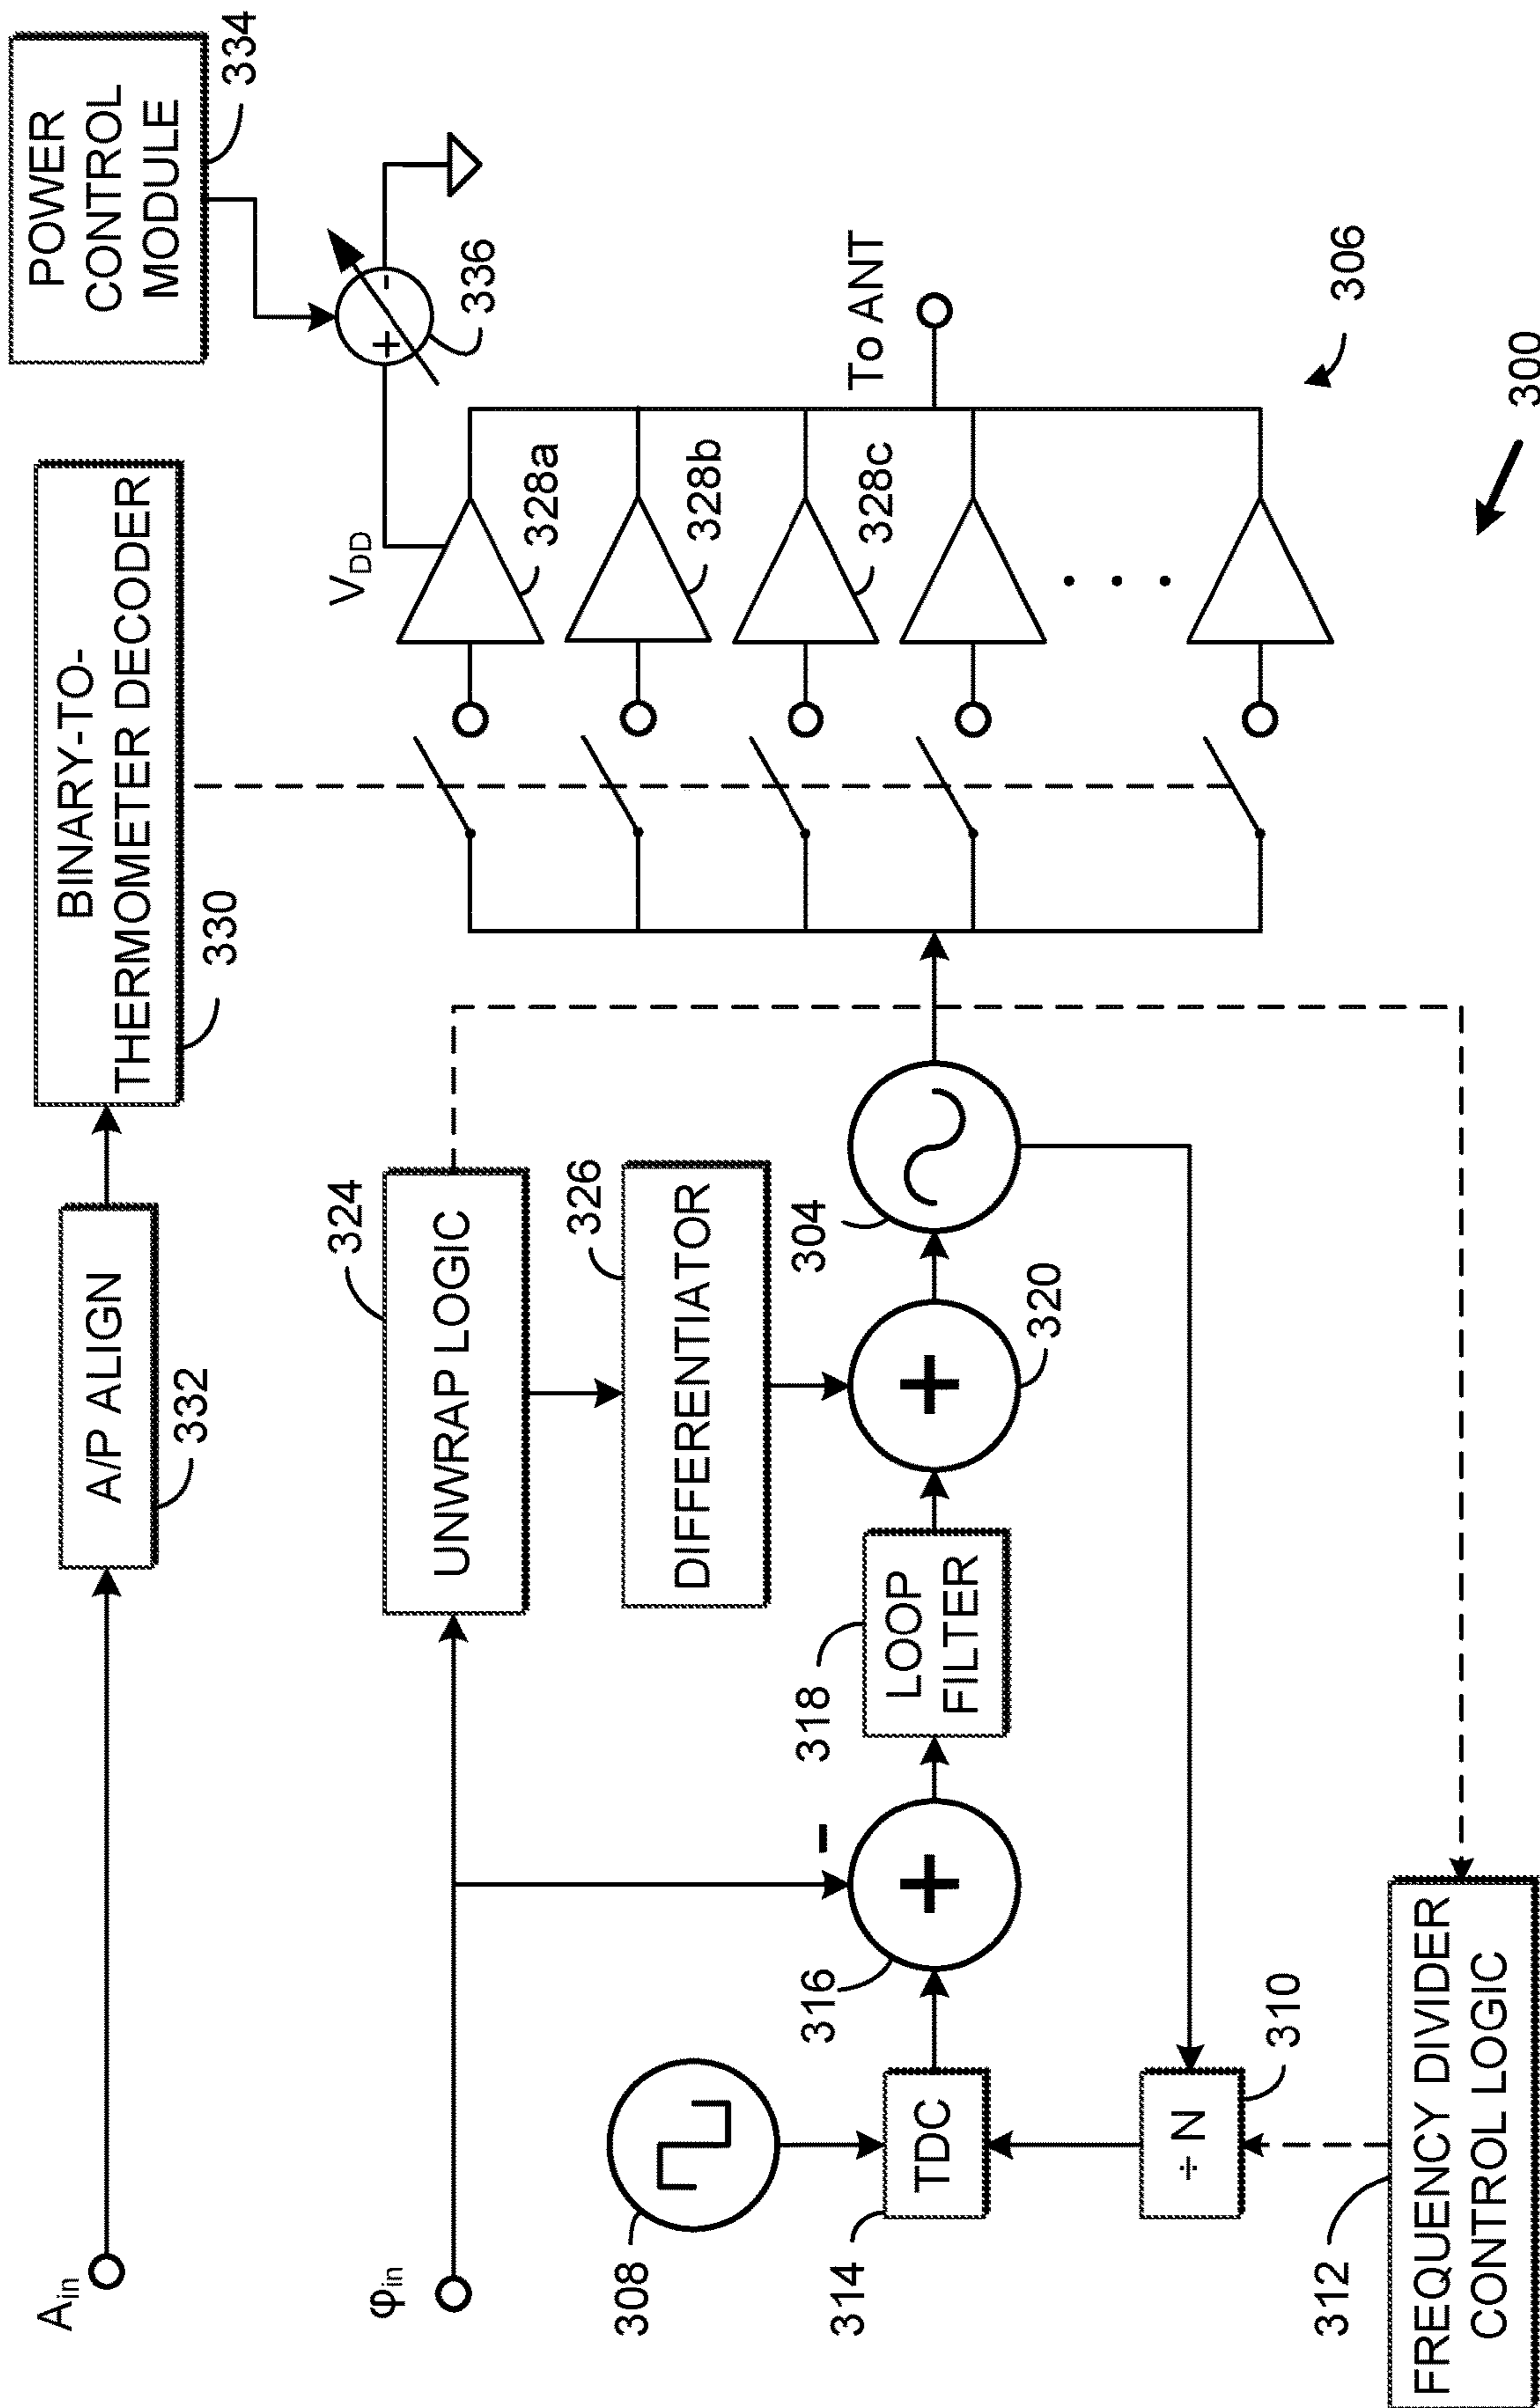 A_in
A/P ALIGN
332
BINARY-TO-
THERMOMETER DECODER
330
POWER
CONTROL
MODULE
334
φ_in
324
UNWRAP LOGIC
326
DIFFERENTIATOR
V_DD
+
-
336
328a
328b
328c
To ANT
306
308
314
TDC
316
+
-
318
LOOP
FILTER
+
320
304
÷ N
310
312
FREQUENCY DIVIDER
CONTROL LOGIC
300